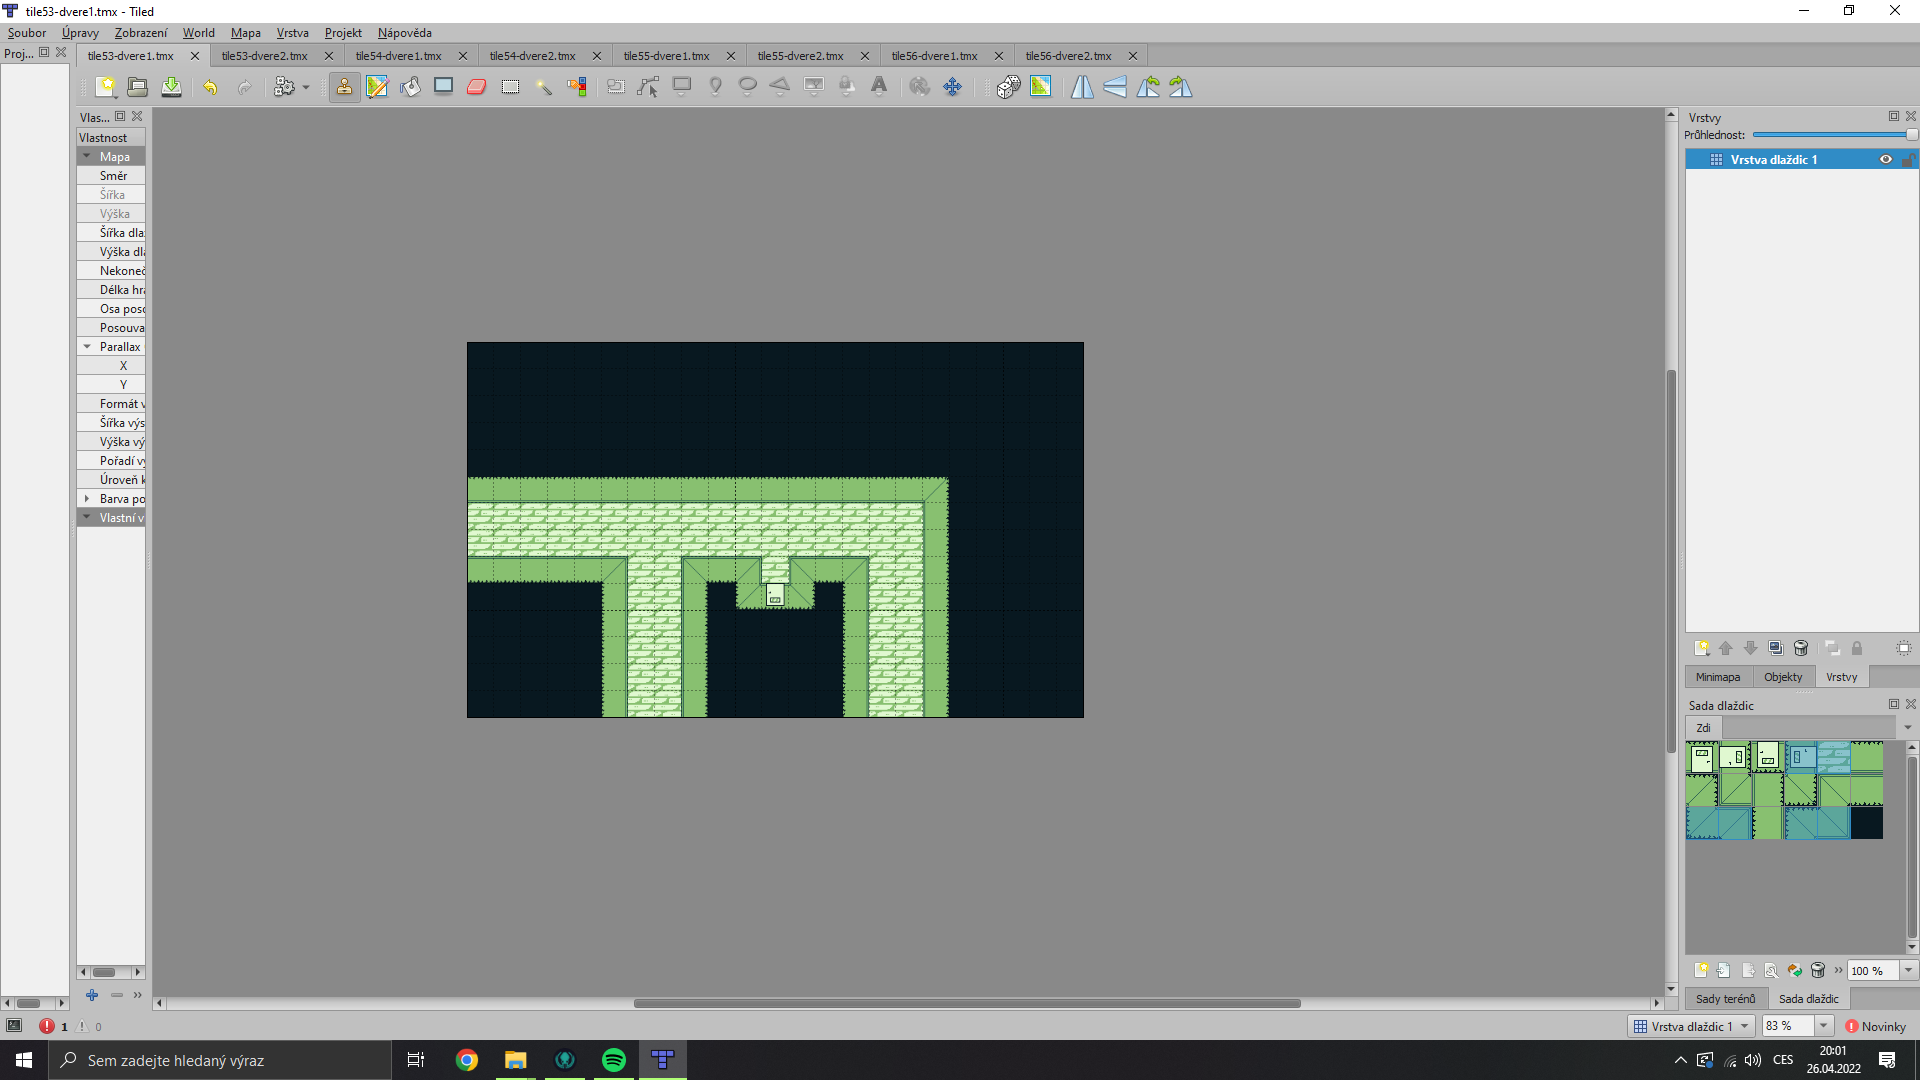 tile53-dvere1.tmx - Tiled
Soubor Úpravy Zobrazení World Mapa Vrstva Projekt Nápověda
Proj...
tile53-dvere1.tmx tile53-dvere2.tmx tile54-dvere1.tmx tile54-dvere2.tmx tile55-dvere1.tmx tile55-dvere2.tmx tile56-dvere1.tmx tile56-dvere2.tmx
Vlas...
Vlastnost
Mapa
Směr
Šířka
Výška
Šířka dla
Výška dl
Nekoneč
Délka hr
Osa poso
Posouva
Parallax
X
Y
Formát v
Šířka výs
Výška vý
Pořadí v
Úroveň k
Barva po
Vlastní v
Vrstvy
Průhlednost:
Vrstva dlaždic 1
Minimapa Objekty Vrstvy
Sada dlaždic
Zdi
100 %
Sady terénů Sada dlaždic
1 0
Vrstva dlaždic 1 83 % Novinky
Sem zadejte hledaný výraz
CES
20:01
26.04.2022